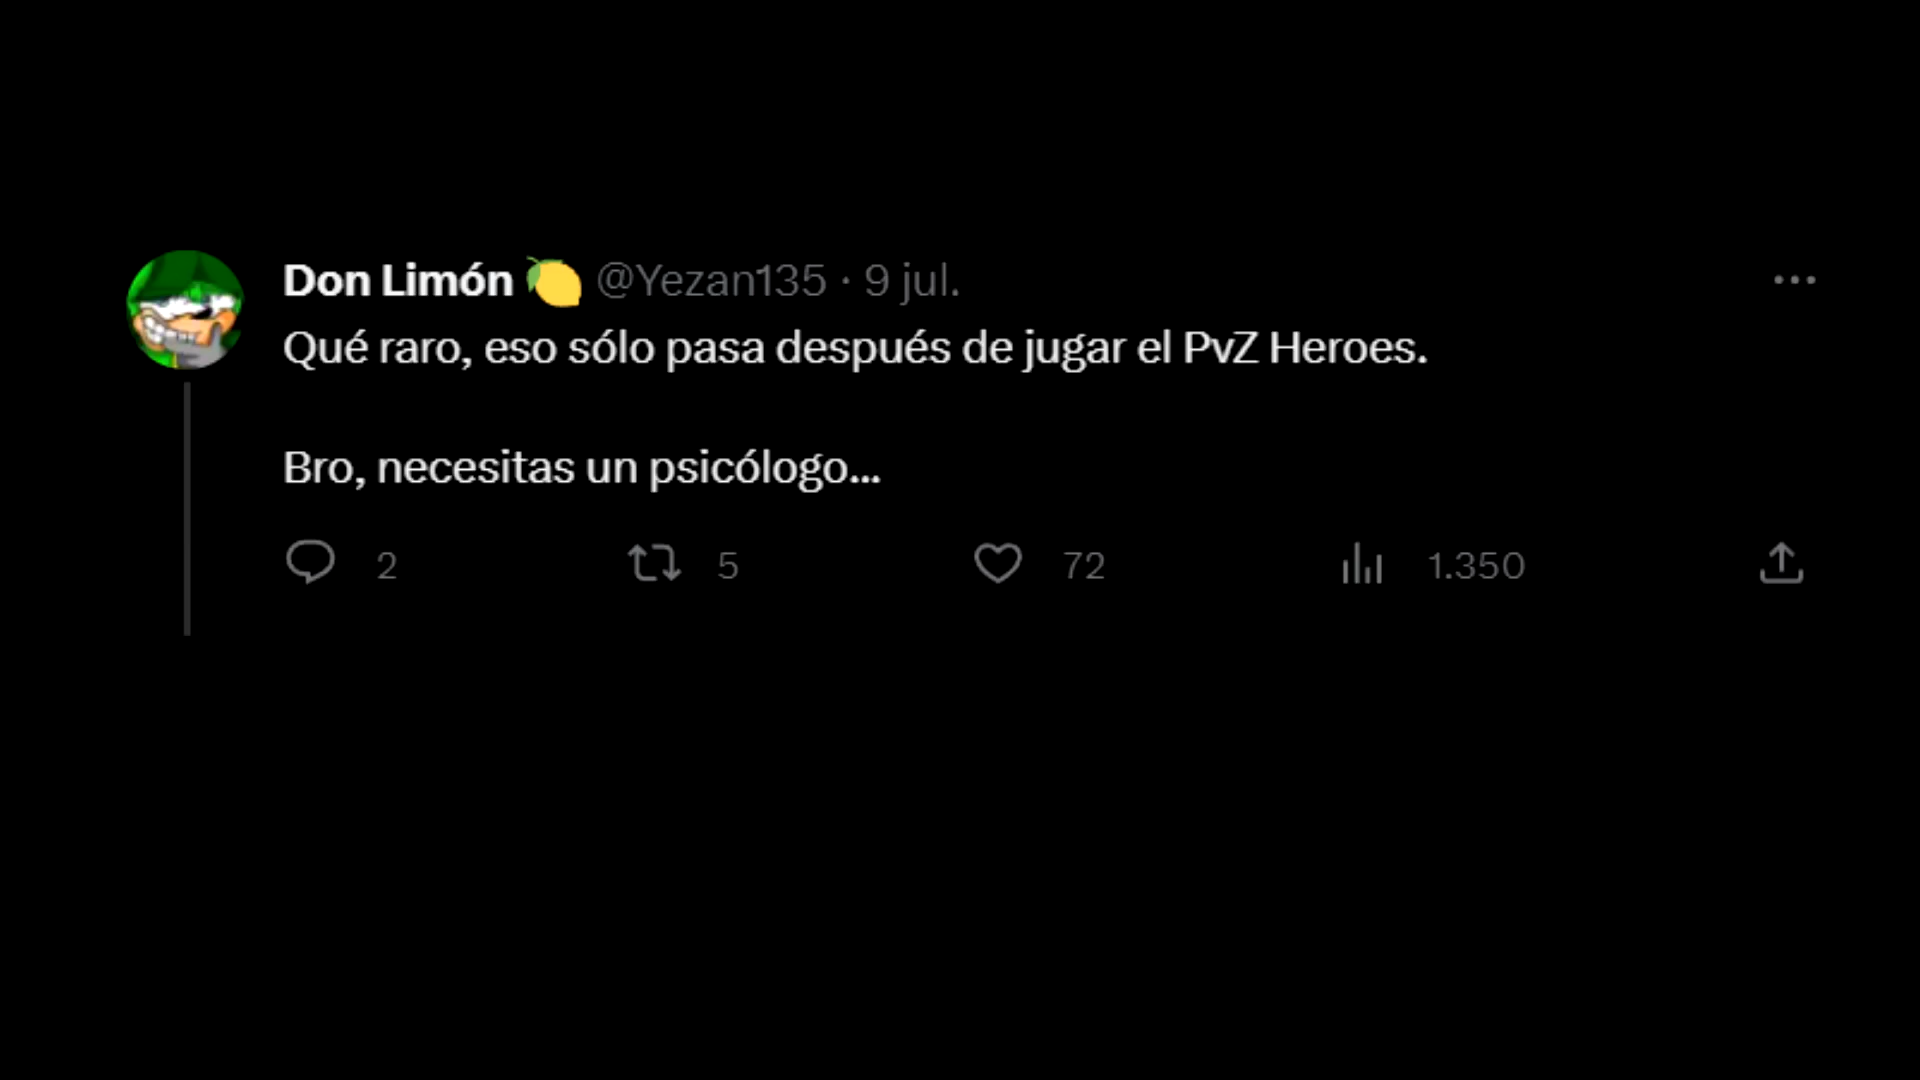 Don Limón 🍋 @Yezan135 · 9 jul.
Qué raro, eso sólo pasa después de jugar el PvZ Heroes.
Bro, necesitas un psicólogo...
2 5 72 1.350